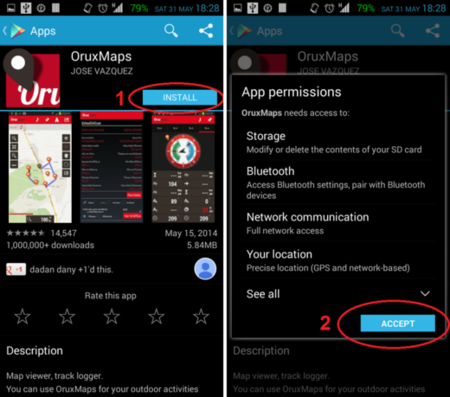 79% SAT 31 MAY 18:28
Apps
OruxMaps
JOSE VAZQUEZ
Oru
1 INSTALL
14,547 May 15, 2014
1,000,000+ downloads 5.84MB
dadan dany +1'd this.
Rate this app
Description
Map viewer, track logger.
You can use OruxMaps for your outdoor activities
79% SAT 31 MAY 18:28
Apps
OruxMaps
JOSE VAZQUEZ
App permissions
OruxMaps needs access to:
Storage
Modify or delete the contents of your SD card
Bluetooth
Access Bluetooth settings, pair with Bluetooth
devices
Network communication
Full network access
Your location
Precise location (GPS and network-based)
See all
2 ACCEPT
Description
Map viewer, track logger.
You can use OruxMaps for your outdoor activities